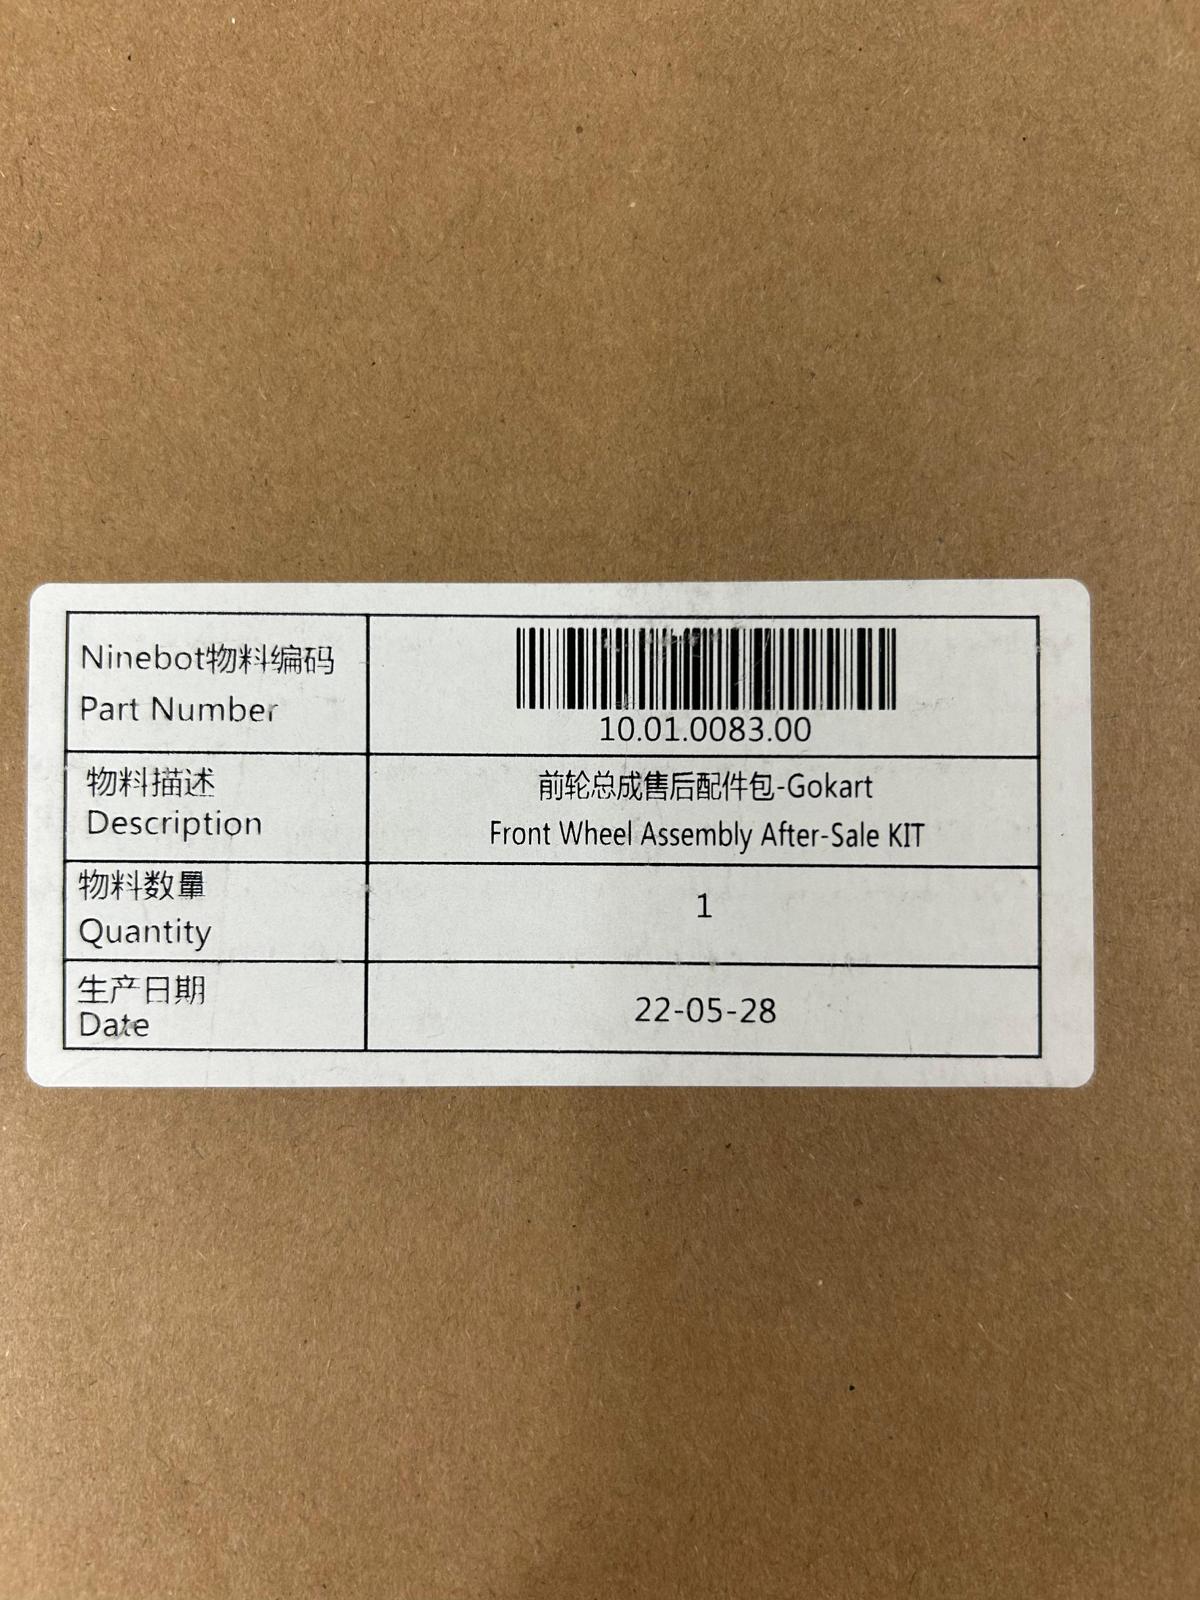 Ninebot物料编码
Part Number
10.01.0083.00
物料描述
Description
前轮总成售后配件包-Gokart
Front Wheel Assembly After-Sale KIT
物料数量
Quantity
1
生产日期
Date
22-05-28